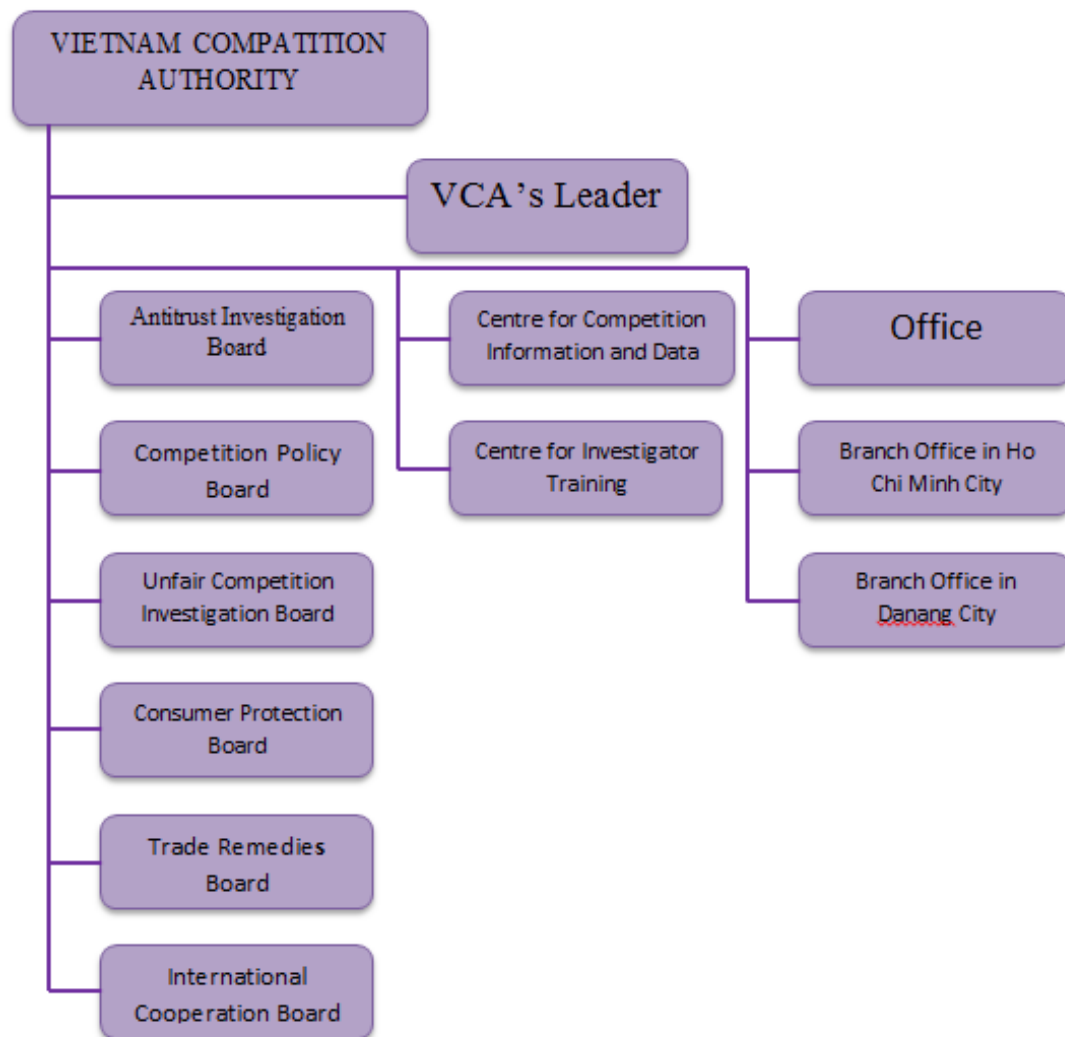 VIETNAM COMPATITION
AUTHORITY
VCA's Leader
Antitrust Investigation
Board
Competition Policy
Board
Unfair Competition
Investigation Board
Consumer Protection
Board
Trade Remedies
Board
International
Cooperation Board
Centre for Competition
Information and Data
Centre for Investigator
Training
Office
Branch Office in Ho
Chi Minh City
Branch Office in
Danang City